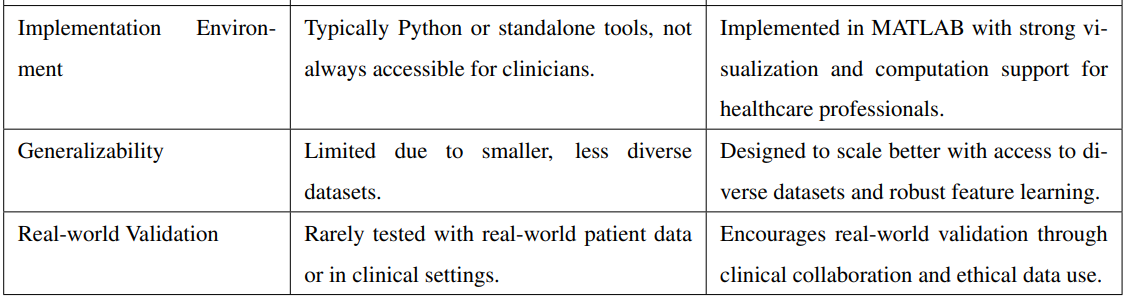 Implementation Environ-
ment
Typically Python or standalone tools, not
always accessible for clinicians.
Implemented in MATLAB with strong vi-
sualization and computation support for
healthcare professionals.
Generalizability
Limited due to smaller, less diverse
datasets.
Designed to scale better with access to di-
verse datasets and robust feature learning.
Real-world Validation
Rarely tested with real-world patient data
or in clinical settings.
Encourages real-world validation through
clinical collaboration and ethical data use.